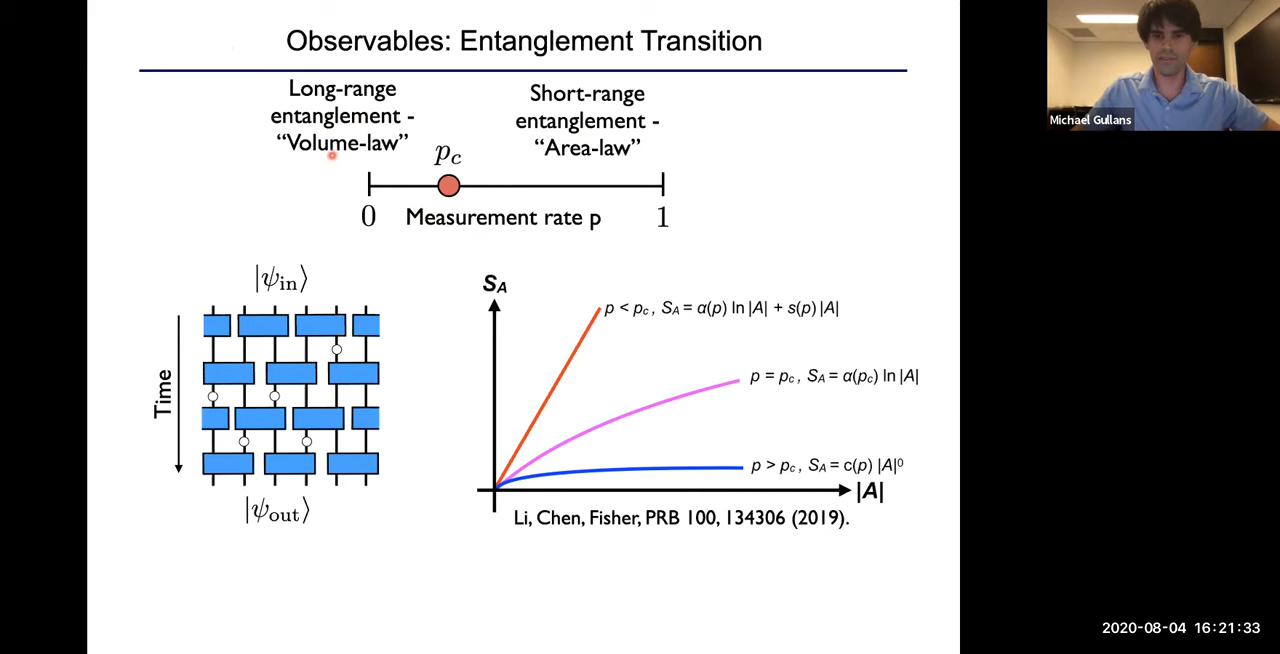 Observables: Entanglement Transition
Long-range
entanglement -
“Volume-law”
Short-range
entanglement -
“Area-law”
p_c
0
Measurement rate p
1
|ψ_in⟩
Time
|ψ_out⟩
S_A
p < p_c, S_A = α(p) ln|A| + s(p)|A|
p = p_c, S_A = α(p_c) ln|A|
p > p_c, S_A = c(p) |A|⁰
|A|
Li, Chen, Fisher, PRB 100, 134306 (2019).
Michael Gullans
2020-08-04 16:21:33